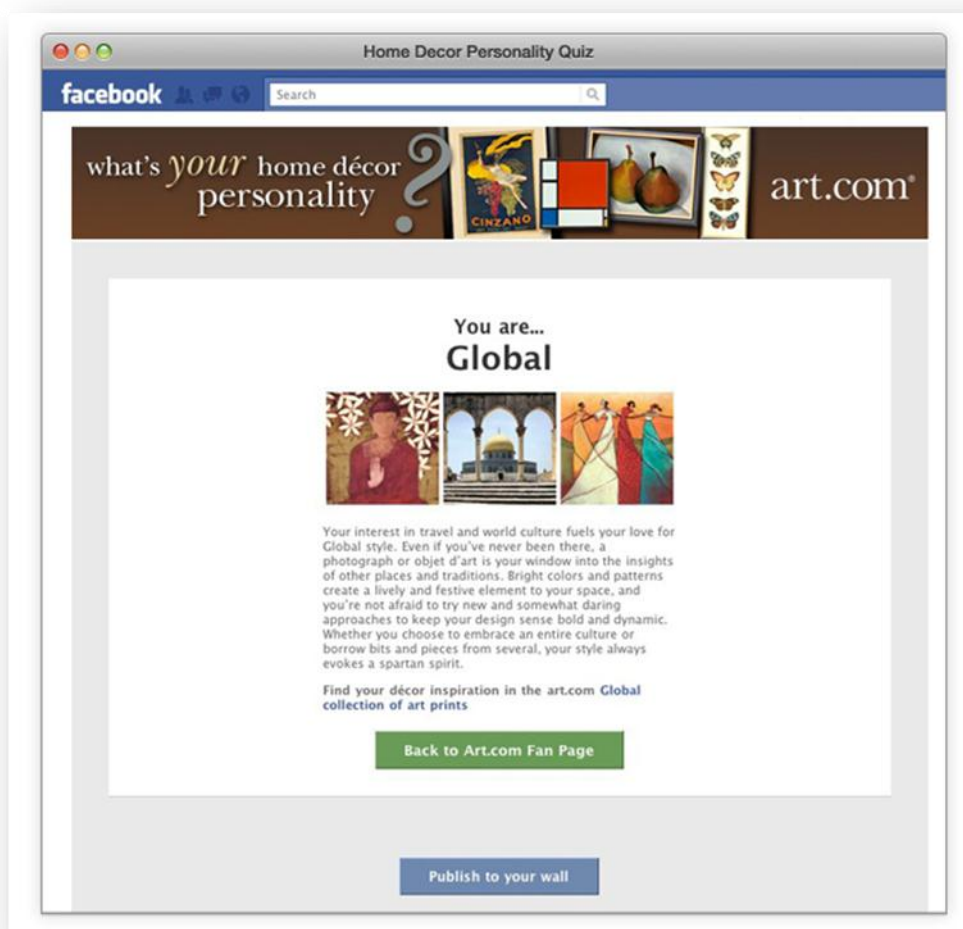 Home Decor Personality Quiz
facebook
Search
what's your home décor
personality ?
CINZANO
art.com®
You are...
Global
Your interest in travel and world culture fuels your love for
Global style. Even if you've never been there, a
photograph or objet d'art is your window into the insights
of other places and traditions. Bright colors and patterns
create a lively and festive element to your space, and
you're not afraid to try new and somewhat daring
approaches to keep your design sense bold and dynamic.
Whether you choose to embrace an entire culture or
borrow bits and pieces from several, your style always
evokes a spartan spirit.
Find your décor inspiration in the art.com Global
collection of art prints
Back to Art.com Fan Page
Publish to your wall